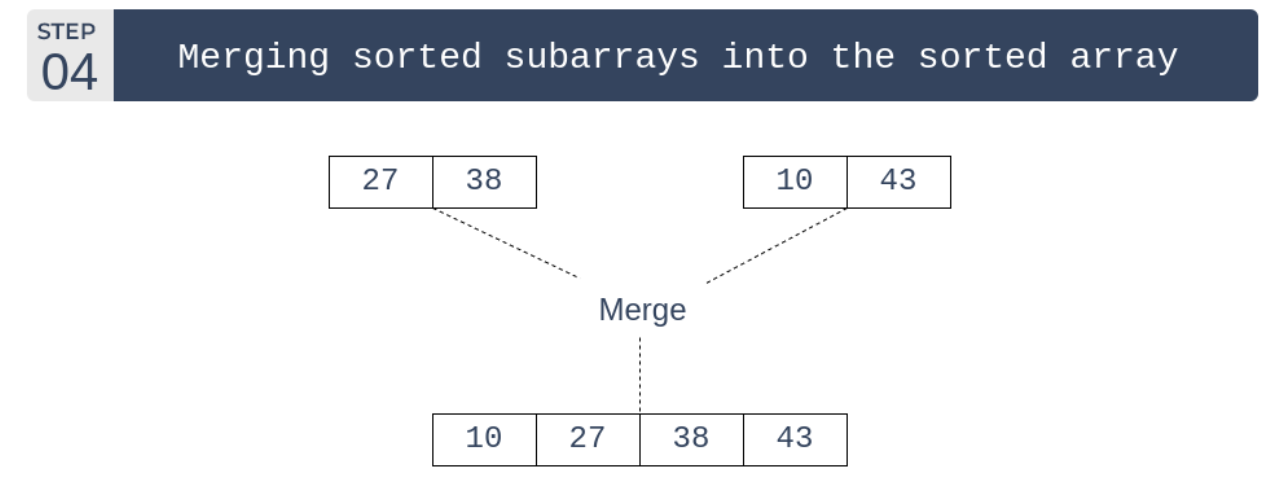 STEP
04
Merging sorted subarrays into the sorted array
27 38
10 43
Merge
10 27 38 43